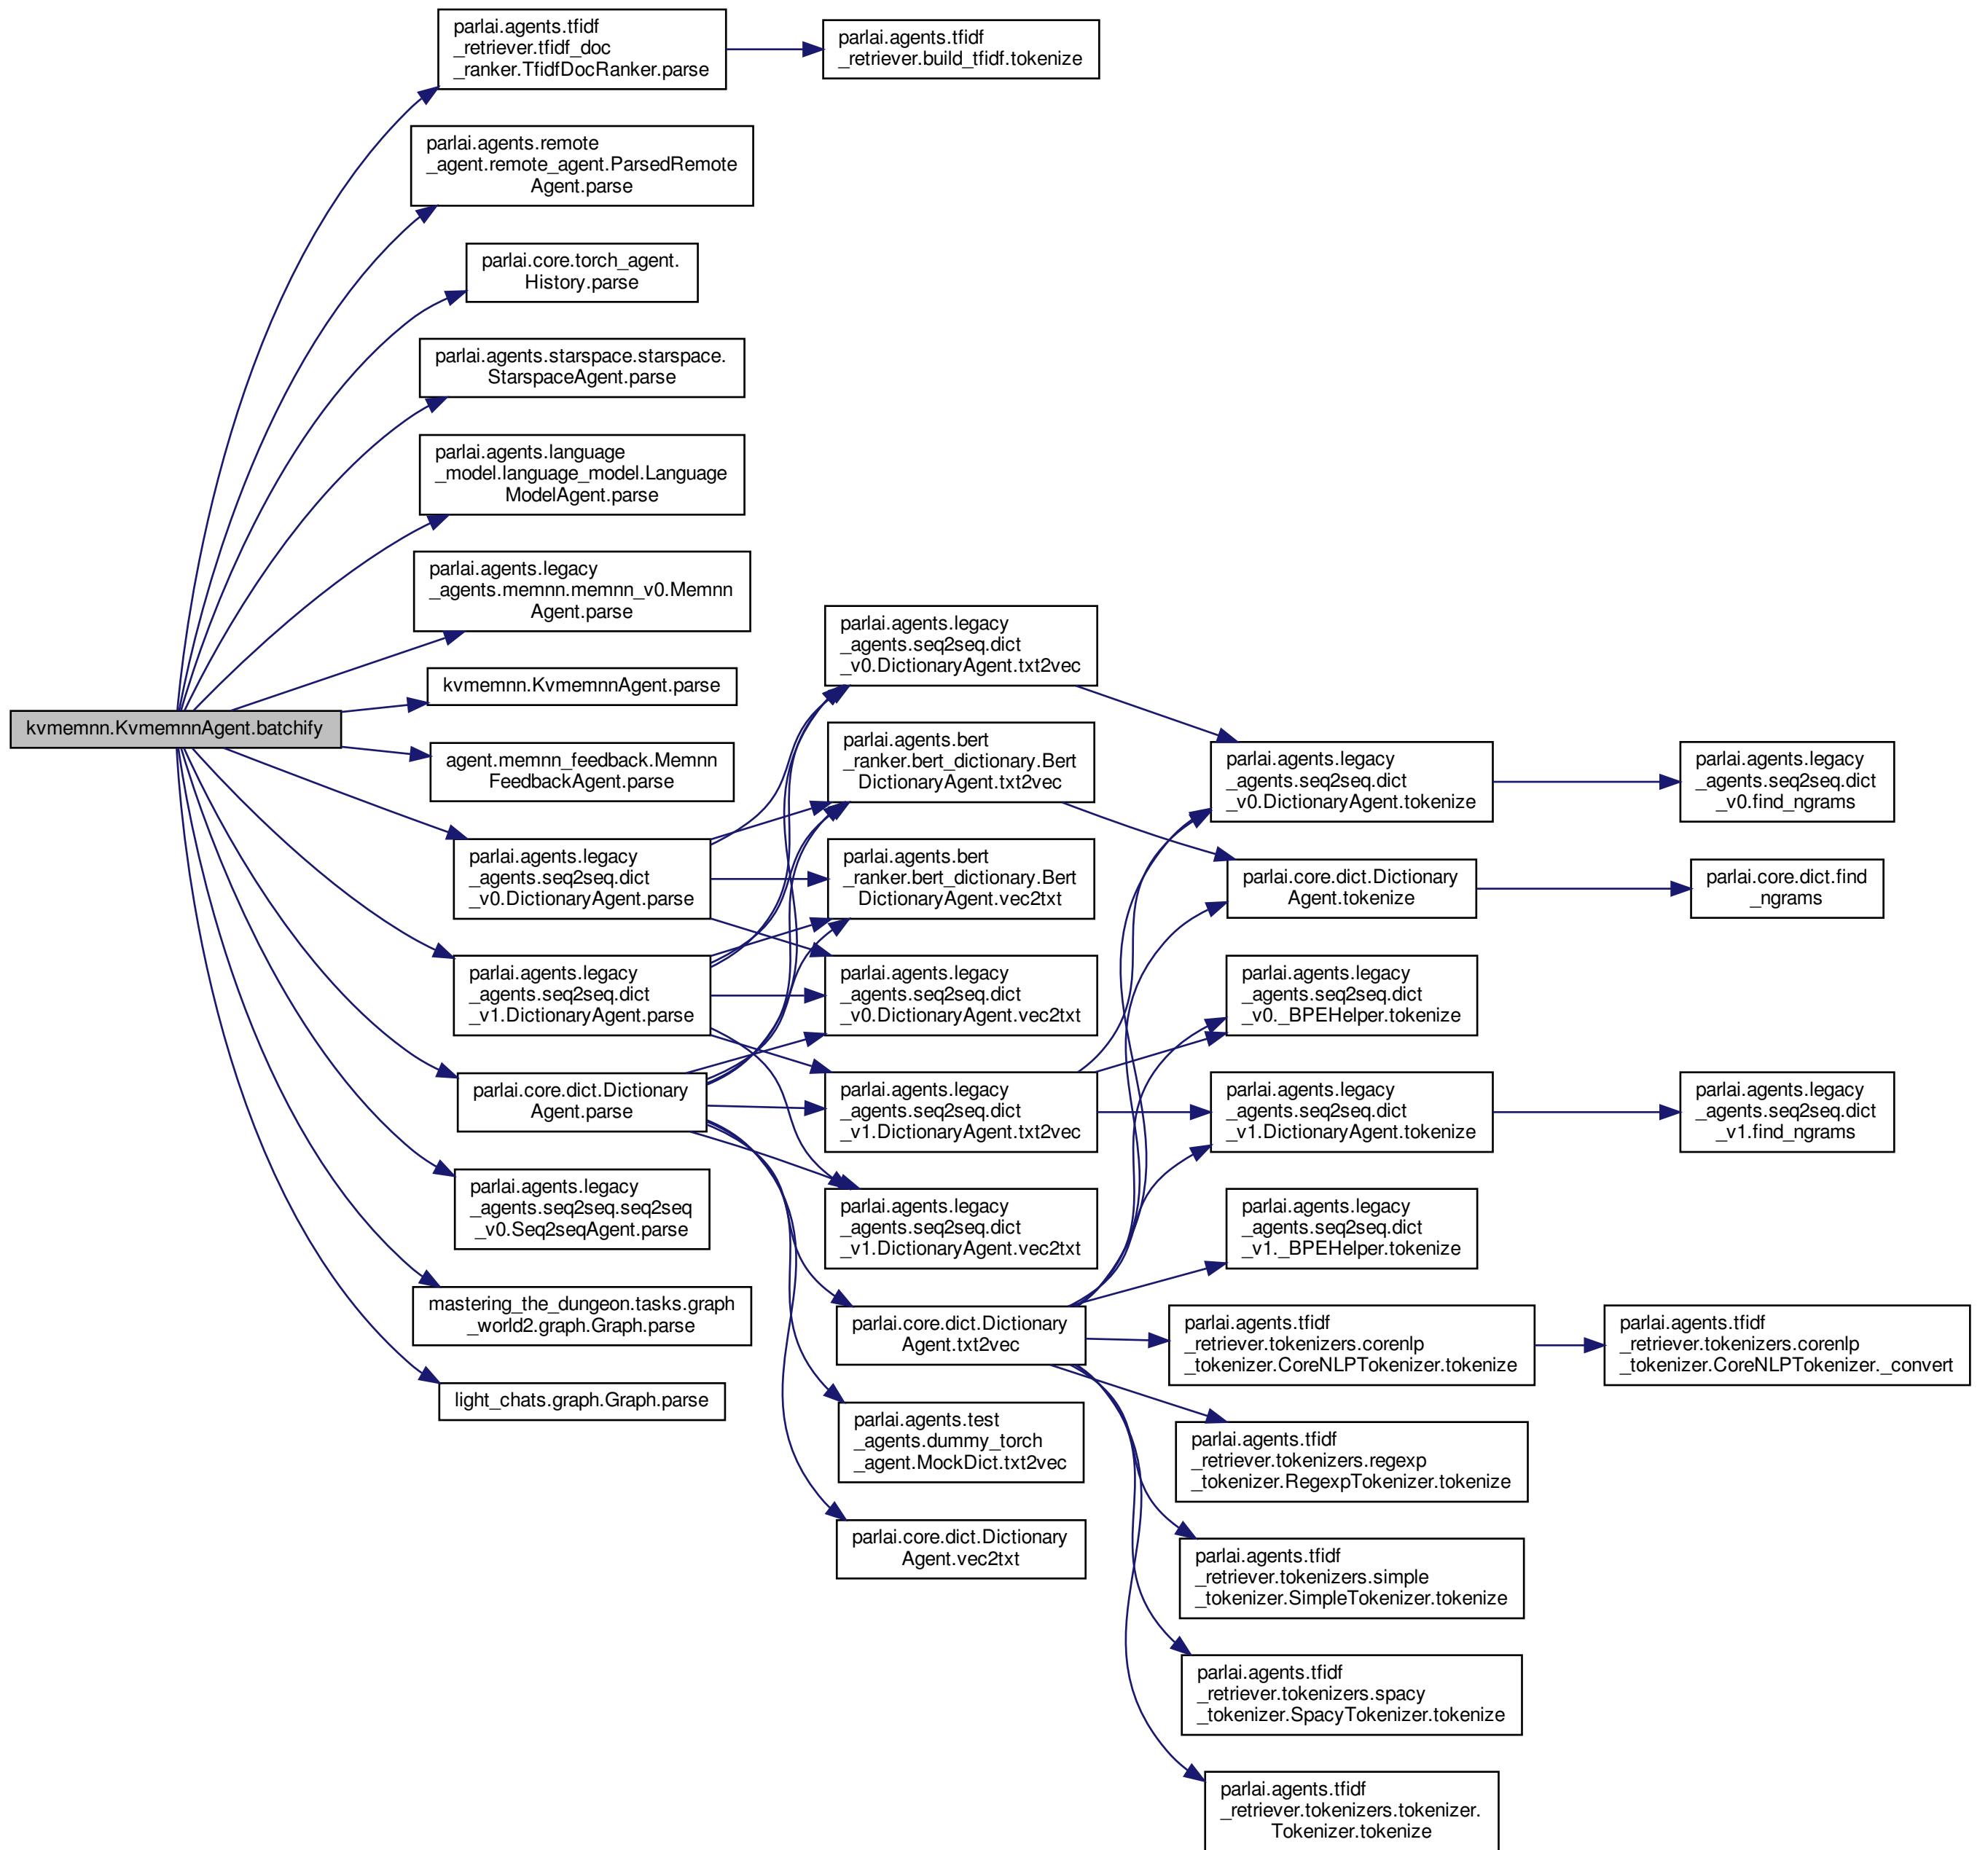 parlai.agents.tfidf
_retriever.tfidf_doc
_ranker.TfidfDocRanker.parse
parlai.agents.tfidf
_retriever.build_tfidf.tokenize
parlai.agents.remote
_agent.remote_agent.ParsedRemote
Agent.parse
parlai.core.torch_agent.
History.parse
parlai.agents.starspace.starspace.
StarspaceAgent.parse
parlai.agents.language
_model.language_model.Language
ModelAgent.parse
parlai.agents.legacy
_agents.memnn.memnn_v0.Memnn
Agent.parse
kvmemnn.KvmemnnAgent.parse
kvmemnn.KvmemnnAgent.batchify
agent.memnn_feedback.Memnn
FeedbackAgent.parse
parlai.agents.legacy
_agents.seq2seq.dict
_v0.DictionaryAgent.parse
parlai.agents.legacy
_agents.seq2seq.dict
_v1.DictionaryAgent.parse
parlai.core.dict.Dictionary
Agent.parse
parlai.agents.legacy
_agents.seq2seq.seq2seq
_v0.Seq2seqAgent.parse
mastering_the_dungeon.tasks.graph
_world2.graph.Graph.parse
light_chats.graph.Graph.parse
parlai.agents.legacy
_agents.seq2seq.dict
_v0.DictionaryAgent.txt2vec
parlai.agents.bert
_ranker.bert_dictionary.Bert
DictionaryAgent.txt2vec
parlai.agents.bert
_ranker.bert_dictionary.Bert
DictionaryAgent.vec2txt
parlai.agents.legacy
_agents.seq2seq.dict
_v0.DictionaryAgent.vec2txt
parlai.agents.legacy
_agents.seq2seq.dict
_v1.DictionaryAgent.txt2vec
parlai.agents.legacy
_agents.seq2seq.dict
_v1.DictionaryAgent.vec2txt
parlai.core.dict.Dictionary
Agent.txt2vec
parlai.agents.test
_agents.dummy_torch
_agent.MockDict.txt2vec
parlai.core.dict.Dictionary
Agent.vec2txt
parlai.agents.legacy
_agents.seq2seq.dict
_v0.DictionaryAgent.tokenize
parlai.core.dict.Dictionary
Agent.tokenize
parlai.agents.legacy
_agents.seq2seq.dict
_v0._BPEHelper.tokenize
parlai.agents.legacy
_agents.seq2seq.dict
_v1.DictionaryAgent.tokenize
parlai.agents.legacy
_agents.seq2seq.dict
_v1._BPEHelper.tokenize
parlai.agents.tfidf
_retriever.tokenizers.corenlp
_tokenizer.CoreNLPTokenizer.tokenize
parlai.agents.tfidf
_retriever.tokenizers.regexp
_tokenizer.RegexpTokenizer.tokenize
parlai.agents.tfidf
_retriever.tokenizers.simple
_tokenizer.SimpleTokenizer.tokenize
parlai.agents.tfidf
_retriever.tokenizers.spacy
_tokenizer.SpacyTokenizer.tokenize
parlai.agents.tfidf
_retriever.tokenizers.tokenizer.
Tokenizer.tokenize
parlai.agents.legacy
_agents.seq2seq.dict
_v0.find_ngrams
parlai.core.dict.find
_ngrams
parlai.agents.legacy
_agents.seq2seq.dict
_v1.find_ngrams
parlai.agents.tfidf
_retriever.tokenizers.corenlp
_tokenizer.CoreNLPTokenizer._convert